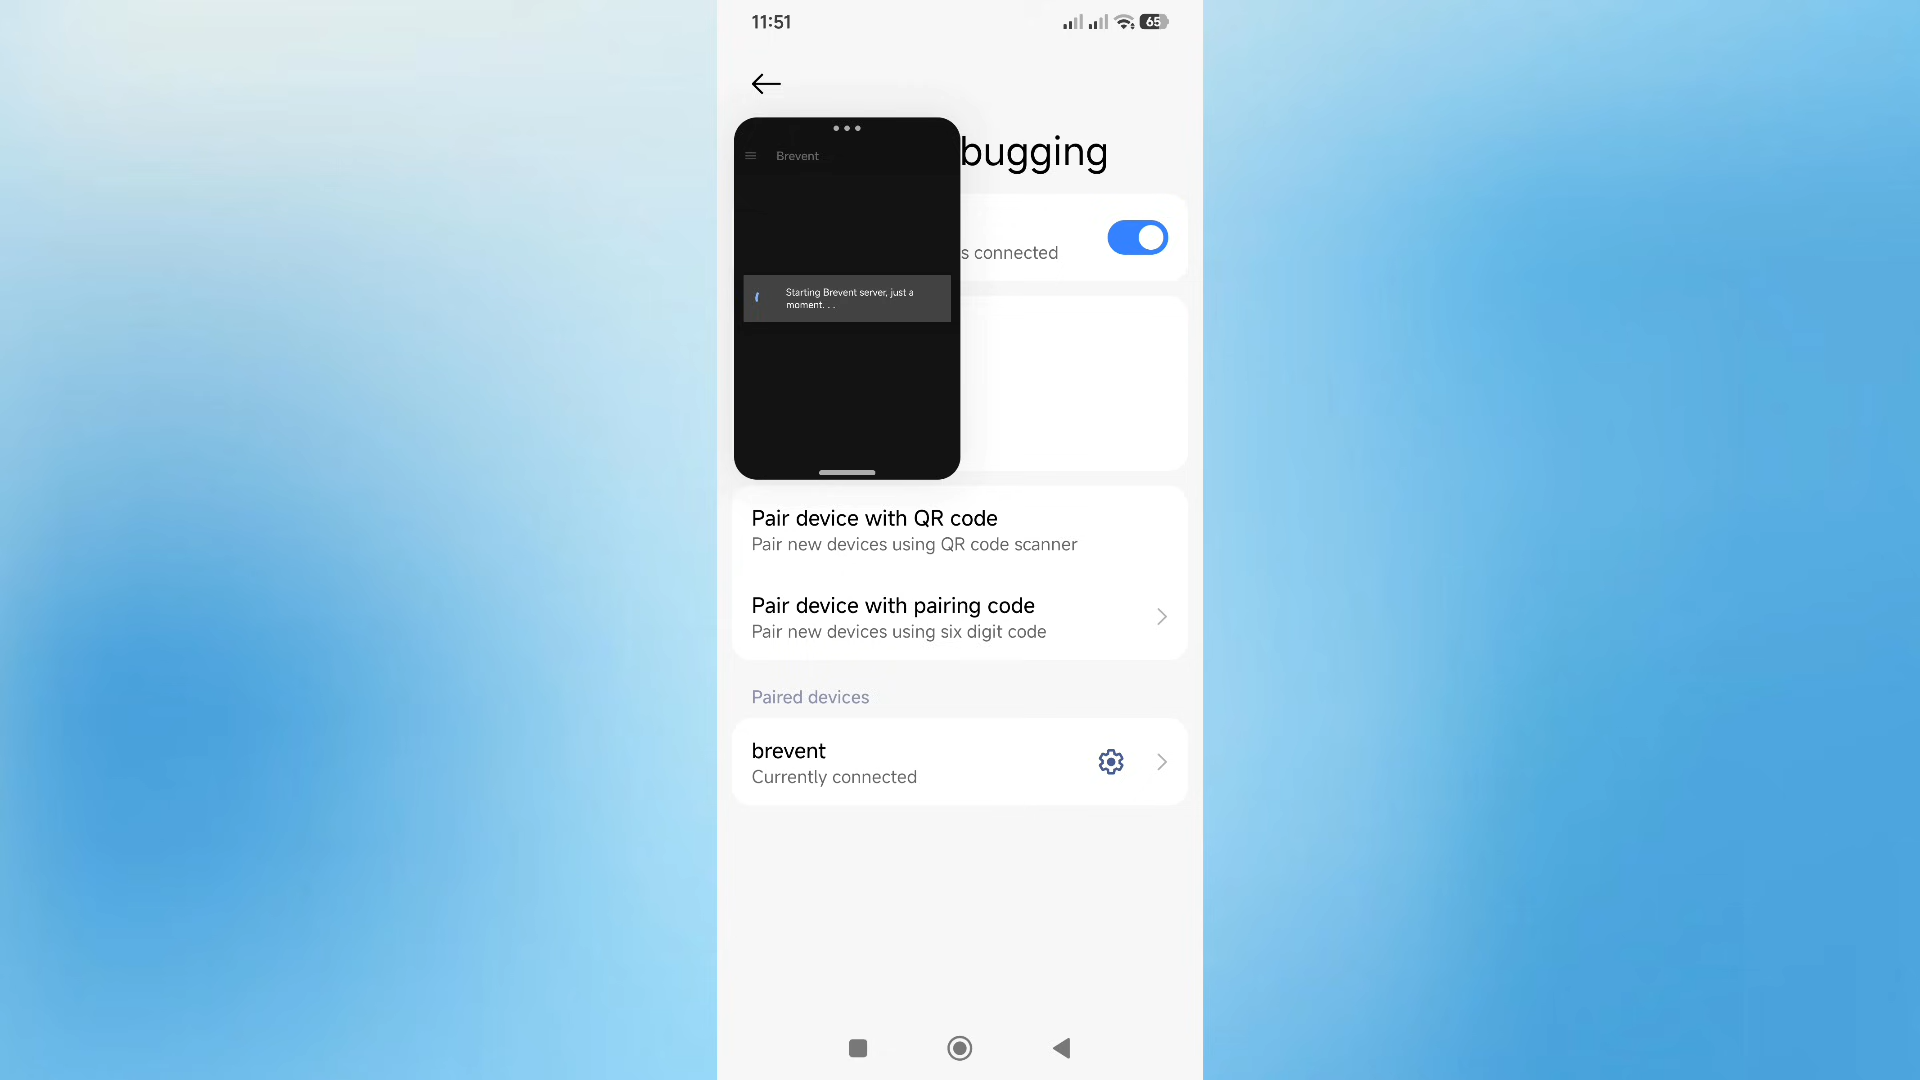 11:51
65
Brevent
bugging
s connected
Starting Brevent server, just a
moment. . .
Pair device with QR code
Pair new devices using QR code scanner
Pair device with pairing code
Pair new devices using six digit code
Paired devices
brevent
Currently connected